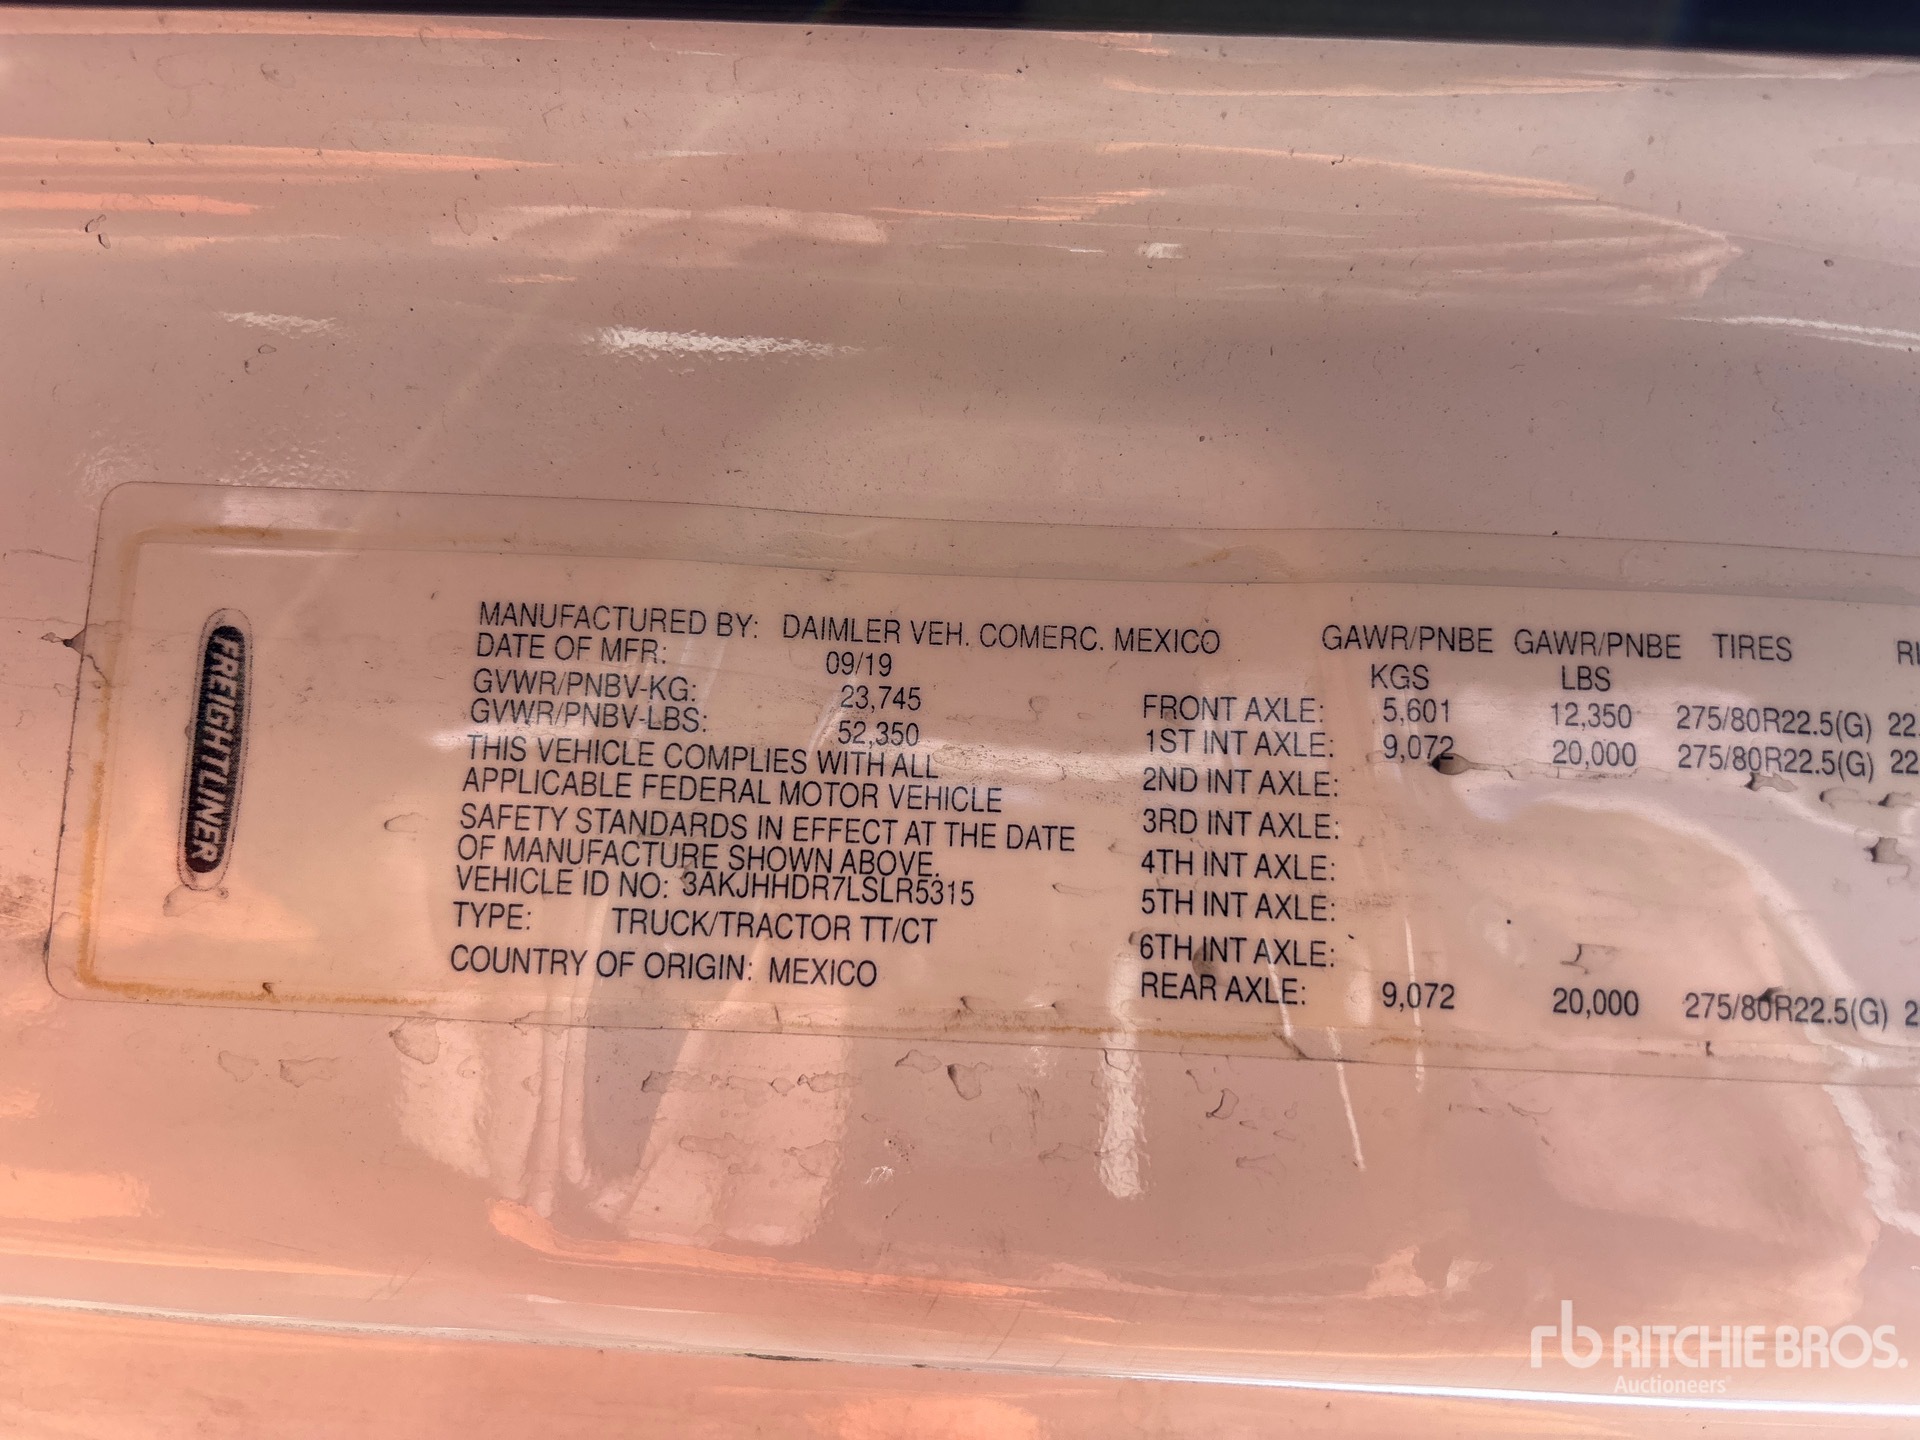 FREIGHTLINER
MANUFACTURED BY: DAIMLER VEH. COMERC. MEXICO
DATE OF MFR: 09/19
GVWR/PNBV-KG: 23,745
GVWR/PNBV-LBS: 52,350
THIS VEHICLE COMPLIES WITH ALL
APPLICABLE FEDERAL MOTOR VEHICLE
SAFETY STANDARDS IN EFFECT AT THE DATE
OF MANUFACTURE SHOWN ABOVE.
VEHICLE ID NO: 3AKJHHDR7LSLR5315
TYPE: TRUCK/TRACTOR TT/CT
COUNTRY OF ORIGIN: MEXICO
GAWR/PNBE GAWR/PNBE TIRES
KGS LBS
FRONT AXLE: 5,601 12,350 275/80R22.5(G)
1ST INT AXLE: 9,072 20,000 275/80R22.5(G)
2ND INT AXLE:
3RD INT AXLE:
4TH INT AXLE:
5TH INT AXLE:
6TH INT AXLE:
REAR AXLE: 9,072 20,000 275/80R22.5(G)
rb RITCHIE BROS.
Auctioneers